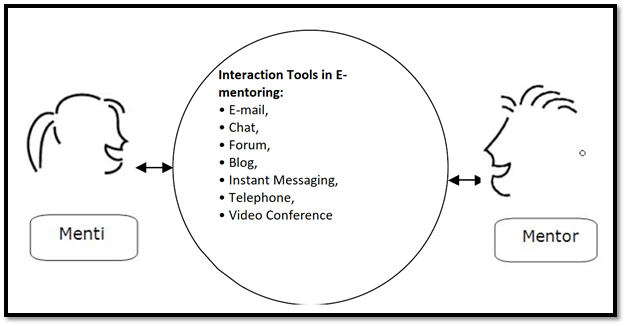 Interaction Tools in E-
mentoring:
• E-mail,
• Chat,
• Forum,
• Blog,
• Instant Messaging,
• Telephone,
• Video Conference
Menti
Mentor